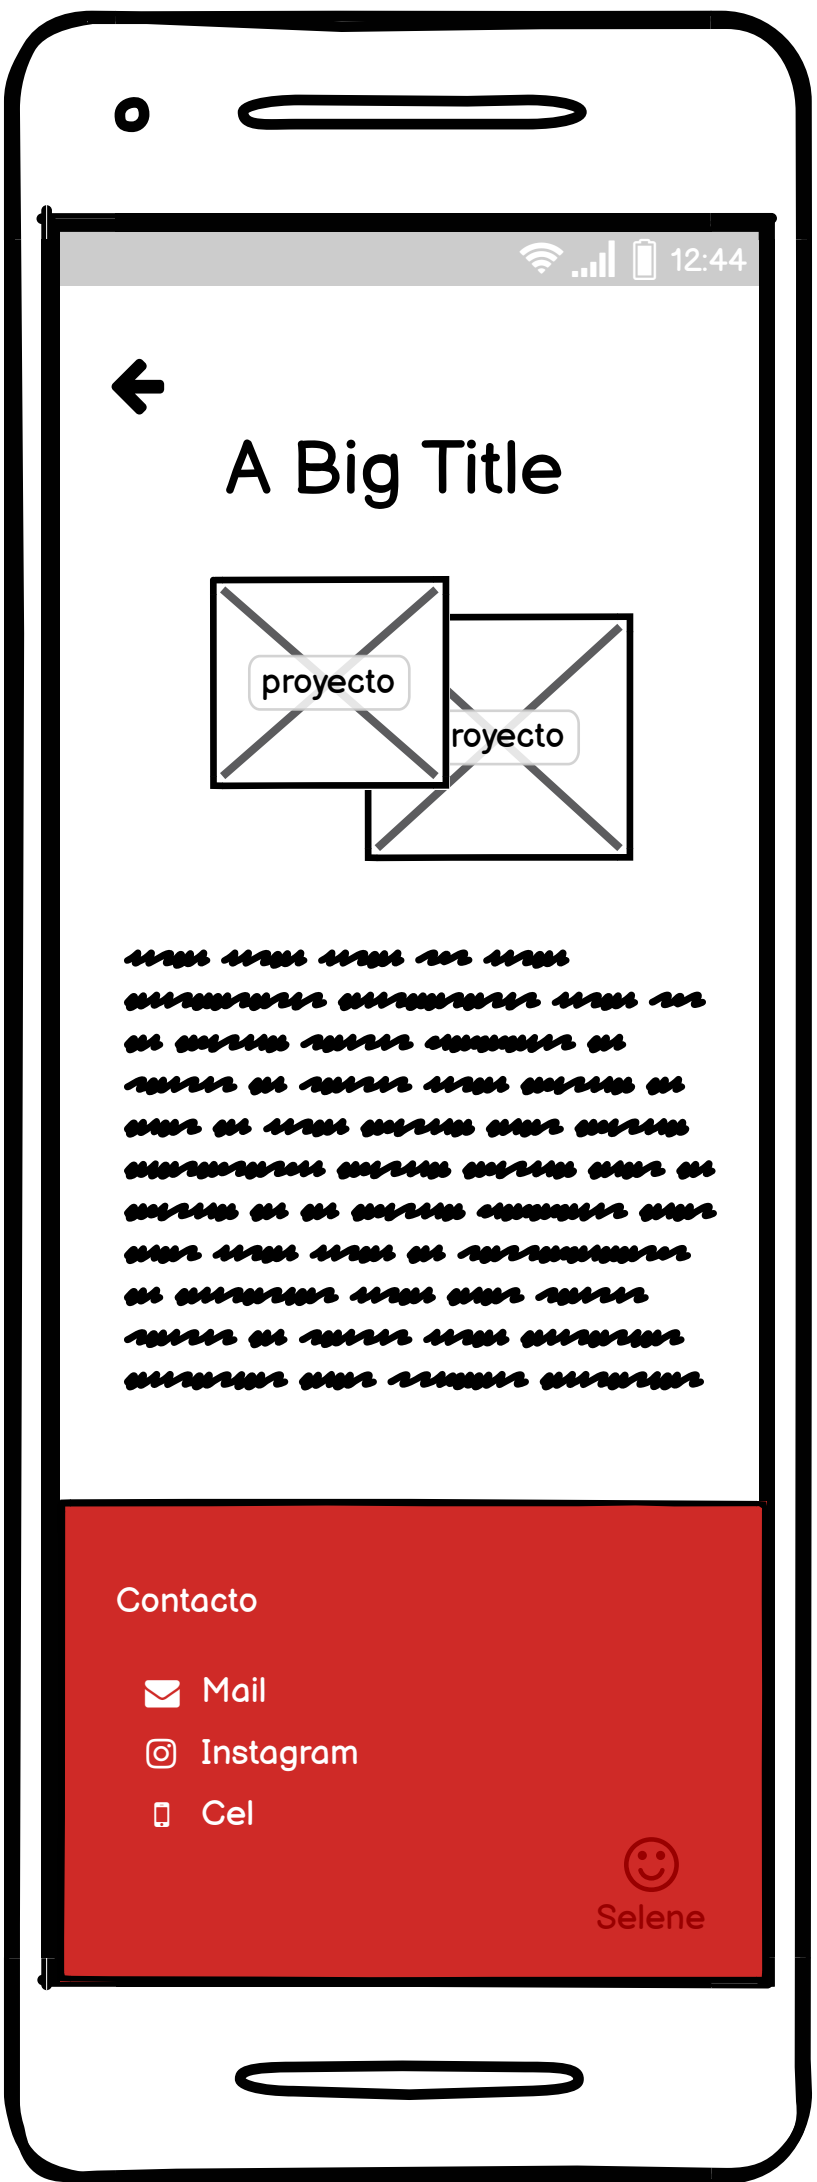 12:44
A Big Title
proyecto
royecto
Contacto
Mail
Instagram
Cel
Selene